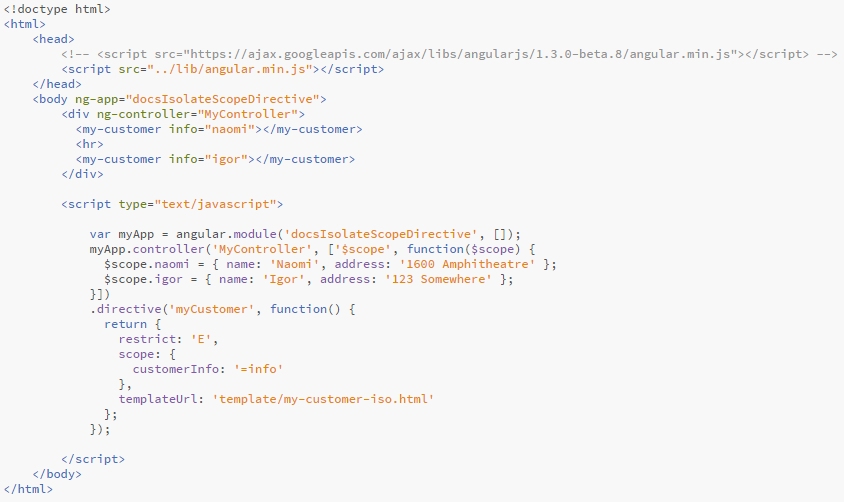 <!doctype html>
<html>
    <head>
        <!-- <script src="https://ajax.googleapis.com/ajax/libs/angularjs/1.3.0-beta.8/angular.min.js"></script> -->
        <script src="../lib/angular.min.js"></script>
    </head>
    <body ng-app="docsIsolateScopeDirective">
        <div ng-controller="MyController">
          <my-customer info="naomi"></my-customer>
          <hr>
          <my-customer info="igor"></my-customer>
        </div>

        <script type="text/javascript">

            var myApp = angular.module('docsIsolateScopeDirective', []);
            myApp.controller('MyController', ['$scope', function($scope) {
              $scope.naomi = { name: 'Naomi', address: '1600 Amphitheatre' };
              $scope.igor = { name: 'Igor', address: '123 Somewhere' };
            }])
            .directive('myCustomer', function() {
              return {
                restrict: 'E',
                scope: {
                  customerInfo: '=info'
                },
                templateUrl: 'template/my-customer-iso.html'
              };
            });

        </script>
    </body>
</html>